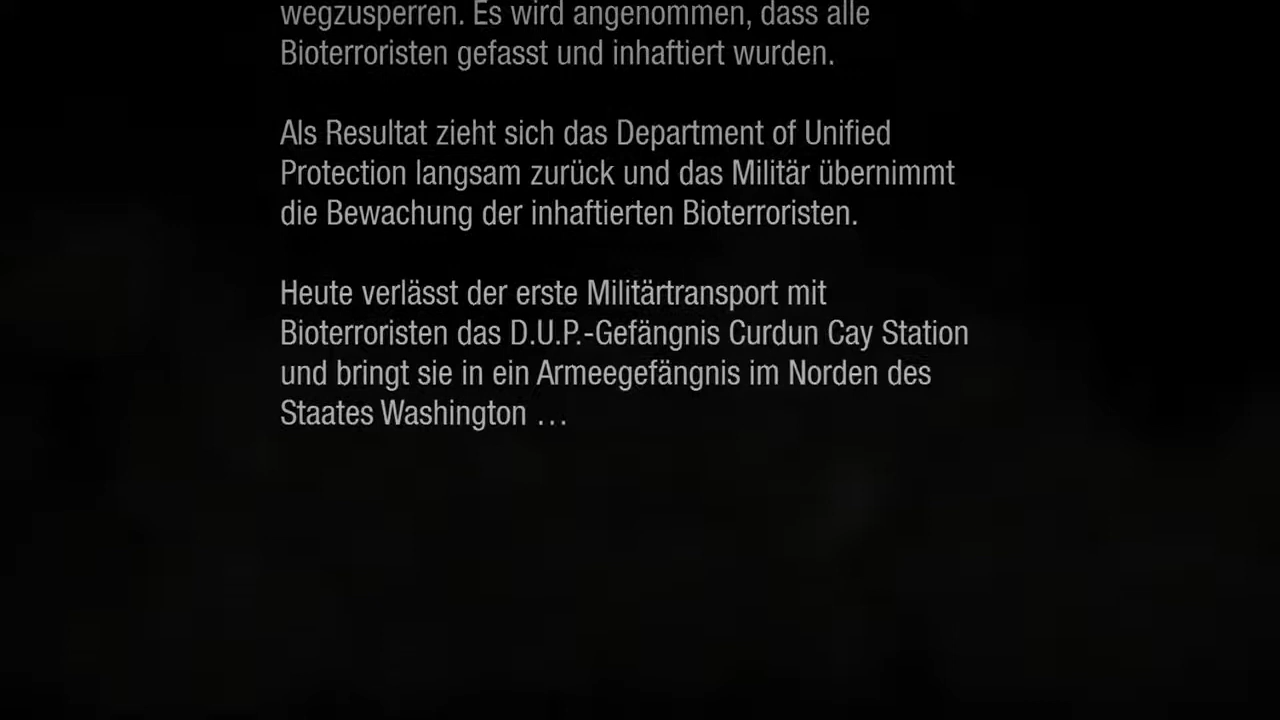 wegzusperren. Es wird angenommen, dass alle
Bioterroristen gefasst und inhaftiert wurden.
Als Resultat zieht sich das Department of Unified
Protection langsam zurück und das Militär übernimmt
die Bewachung der inhaftierten Bioterroristen.
Heute verlässt der erste Militärtransport mit
Bioterroristen das D.U.P.-Gefängnis Curdun Cay Station
und bringt sie in ein Armeegefängnis im Norden des
Staates Washington …